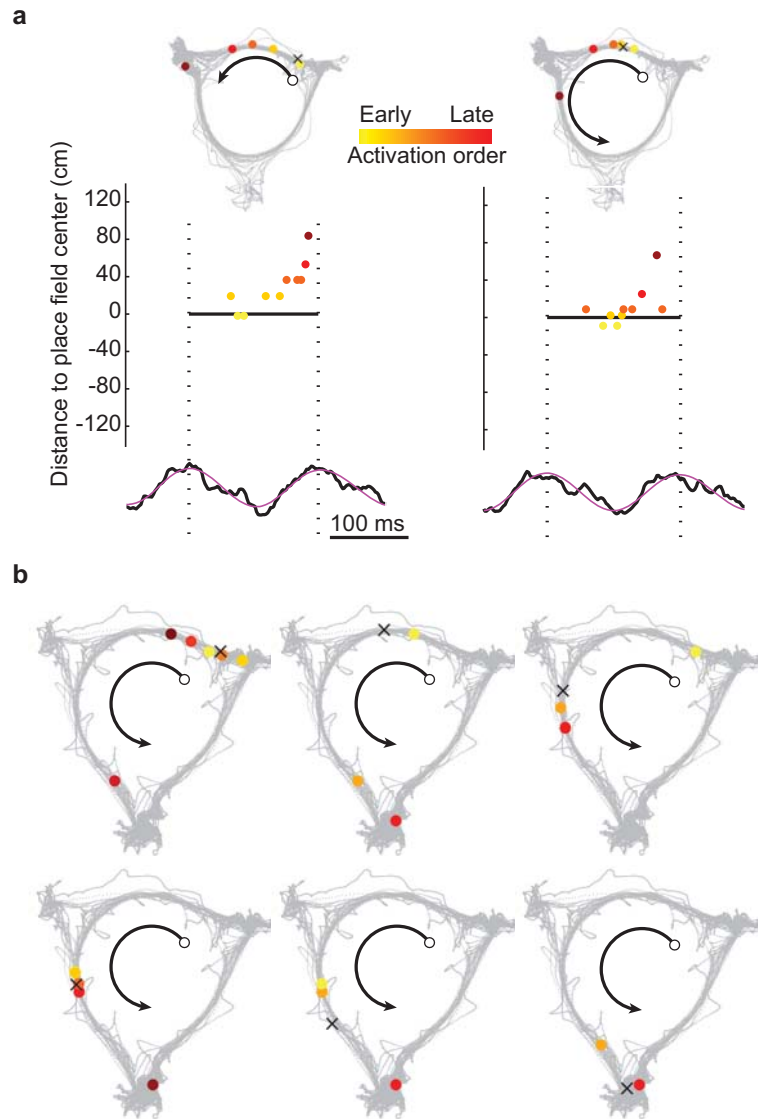 a
Early Late
Activation order
Distance to place field center (cm)
120
80
40
0
-40
-80
-120
100 ms
b